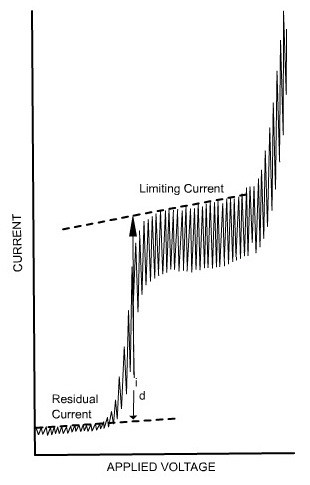 Limiting Current
CURRENT
i
d
Residual
Current
APPLIED VOLTAGE